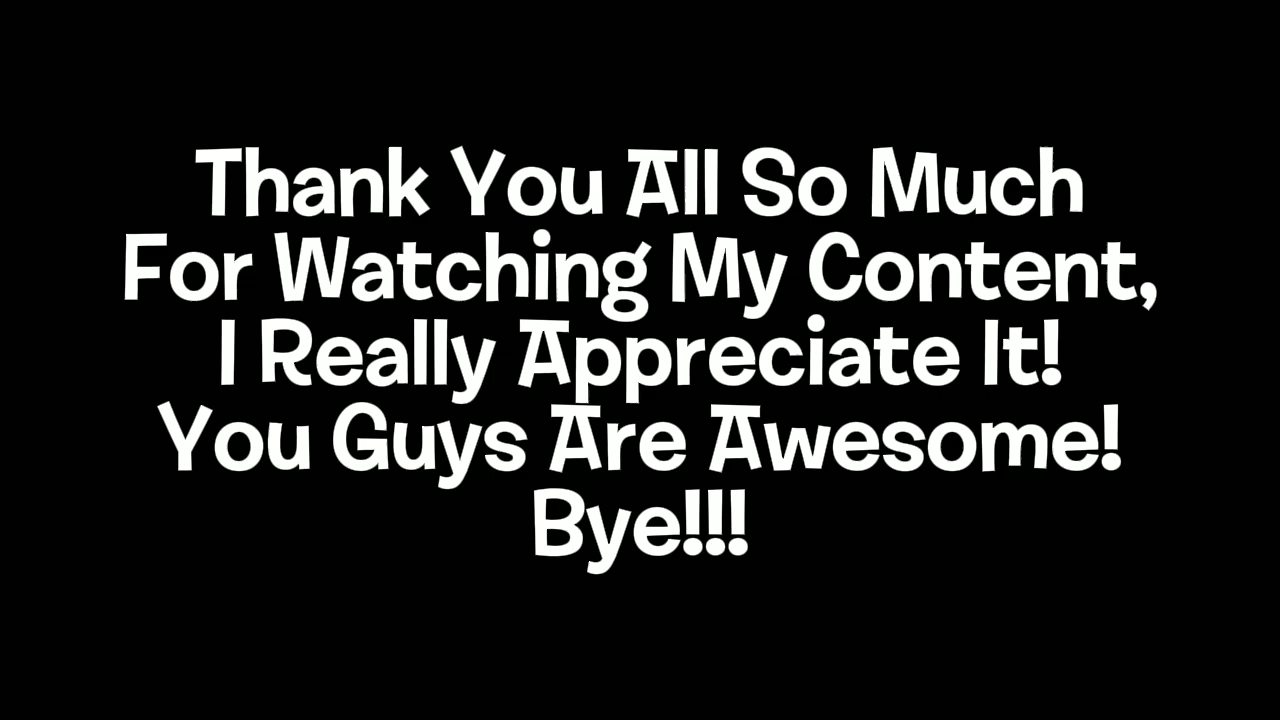 Thank You All So Much
For Watching My Content,
I Really Appreciate It!
You Guys Are Awesome!
Bye!!!